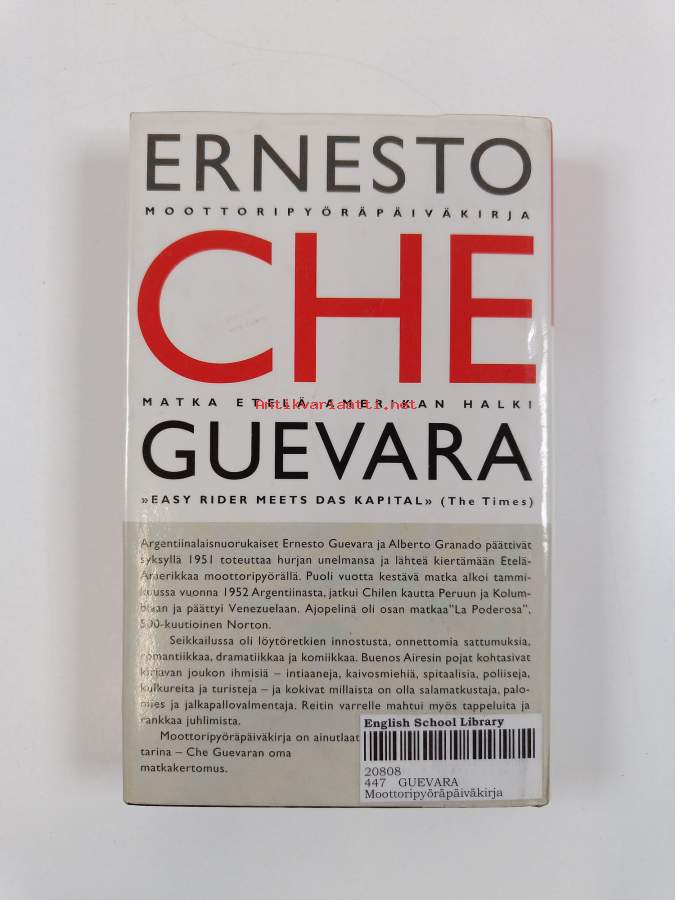 ERNESTO
MOOTTORIPYÖRÄPÄIVÄKIRJA
CHE
MATKA ETELÄ-AMERIKAN HALKI
Antikvariaatti.net
GUEVARA
»EASY RIDER MEETS DAS KAPITAL» (The Times)
Argentiinalaisnuorukaiset Ernesto Guevara ja Alberto Granado päättivät
syksyllä 1951 toteuttaa hurjan unelmansa ja lähteä kiertämään Etelä-
Amerikkaa moottoripyörällä. Puoli vuotta kestävä matka alkoi tammi-
kuussa vuonna 1952 Argentiinasta, jatkui Chilen kautta Peruun ja Kolum-
biaan ja päättyi Venezuelaan. Ajopelinä oli osan matkaa "La Poderosa",
500-kuutioinen Norton.
Seikkailussa oli löytöretkien innostusta, onnettomia sattumuksia,
romantiikkaa, dramatiikkaa ja komiikkaa. Buenos Airesin pojat kohtasivat
kirjavan joukon ihmisiä – intiaaneja, kaivosmiehiä, spitaalisia, poliiseja,
kulkureita ja turisteja – ja kokivat millaista on olla salamatkustaja, palo-
mies ja jalkapallovalmentaja. Reitin varrelle mahtui myös tappeluita ja
rankkaa juhlimista.
Moottoripyöräpäiväkirja on ainutlaat
tarina – Che Guevaran oma
matkakertomus.
English School Library
20808
447 GUEVARA
Moottoripyöräpäiväkirja